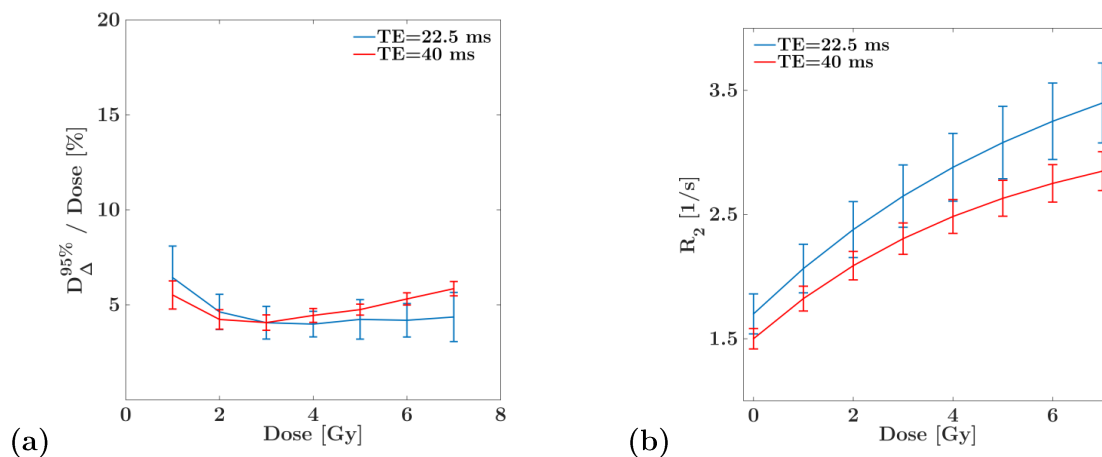 20
15
10
5
0 2 4 6 8
D_Δ^95% / Dose [%]
Dose [Gy]
TE=22.5 ms
TE=40 ms
(a)
3.5
2.5
1.5
0 2 4 6
R_2 [1/s]
Dose [Gy]
TE=22.5 ms
TE=40 ms
(b)